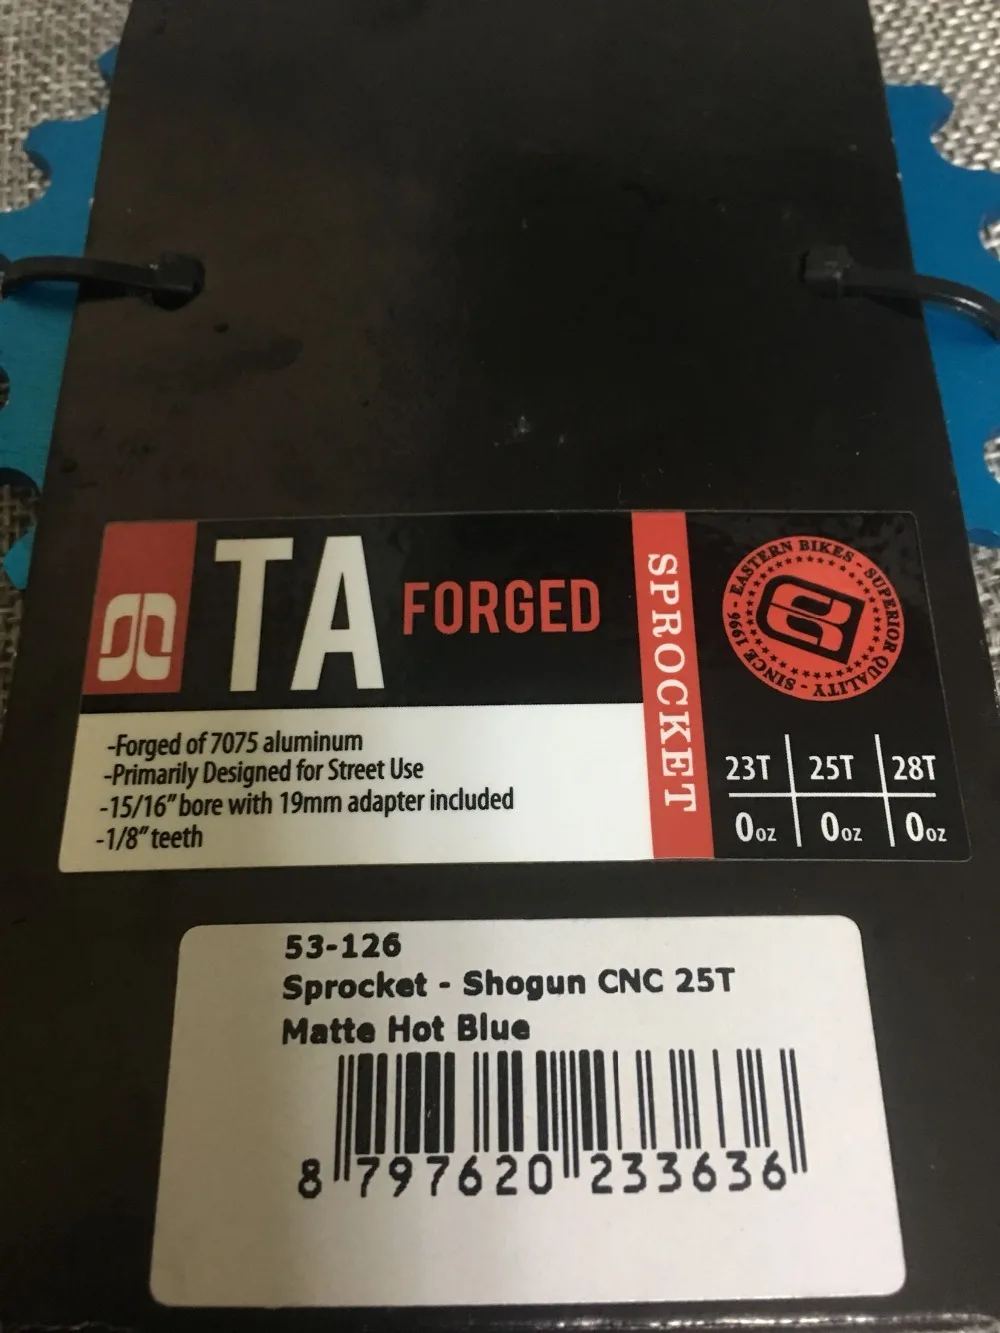 TA FORGED
-Forged of 7075 aluminum
-Primarily Designed for Street Use
-15/16" bore with 19mm adapter included
-1/8" teeth
SPROCKET
EASTERN BIKES - SUPERIOR QUALITY - SINCE 1996 -
23T 25T 28T
0oz 0oz 0oz
53-126
Sprocket - Shogun CNC 25T
Matte Hot Blue
8 797620 233636